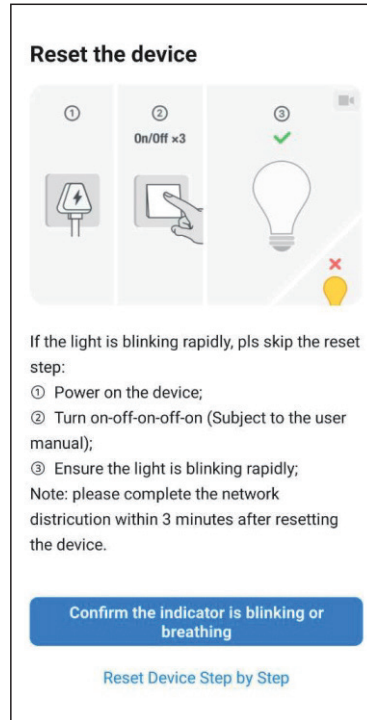 Reset the device
① ② ③
On/Off ×3
If the light is blinking rapidly, pls skip the reset
step:
① Power on the device;
② Turn on-off-on-off-on (Subject to the user
manual);
③ Ensure the light is blinking rapidly;
Note: please complete the network
districution within 3 minutes after resetting
the device.
Confirm the indicator is blinking or
breathing
Reset Device Step by Step